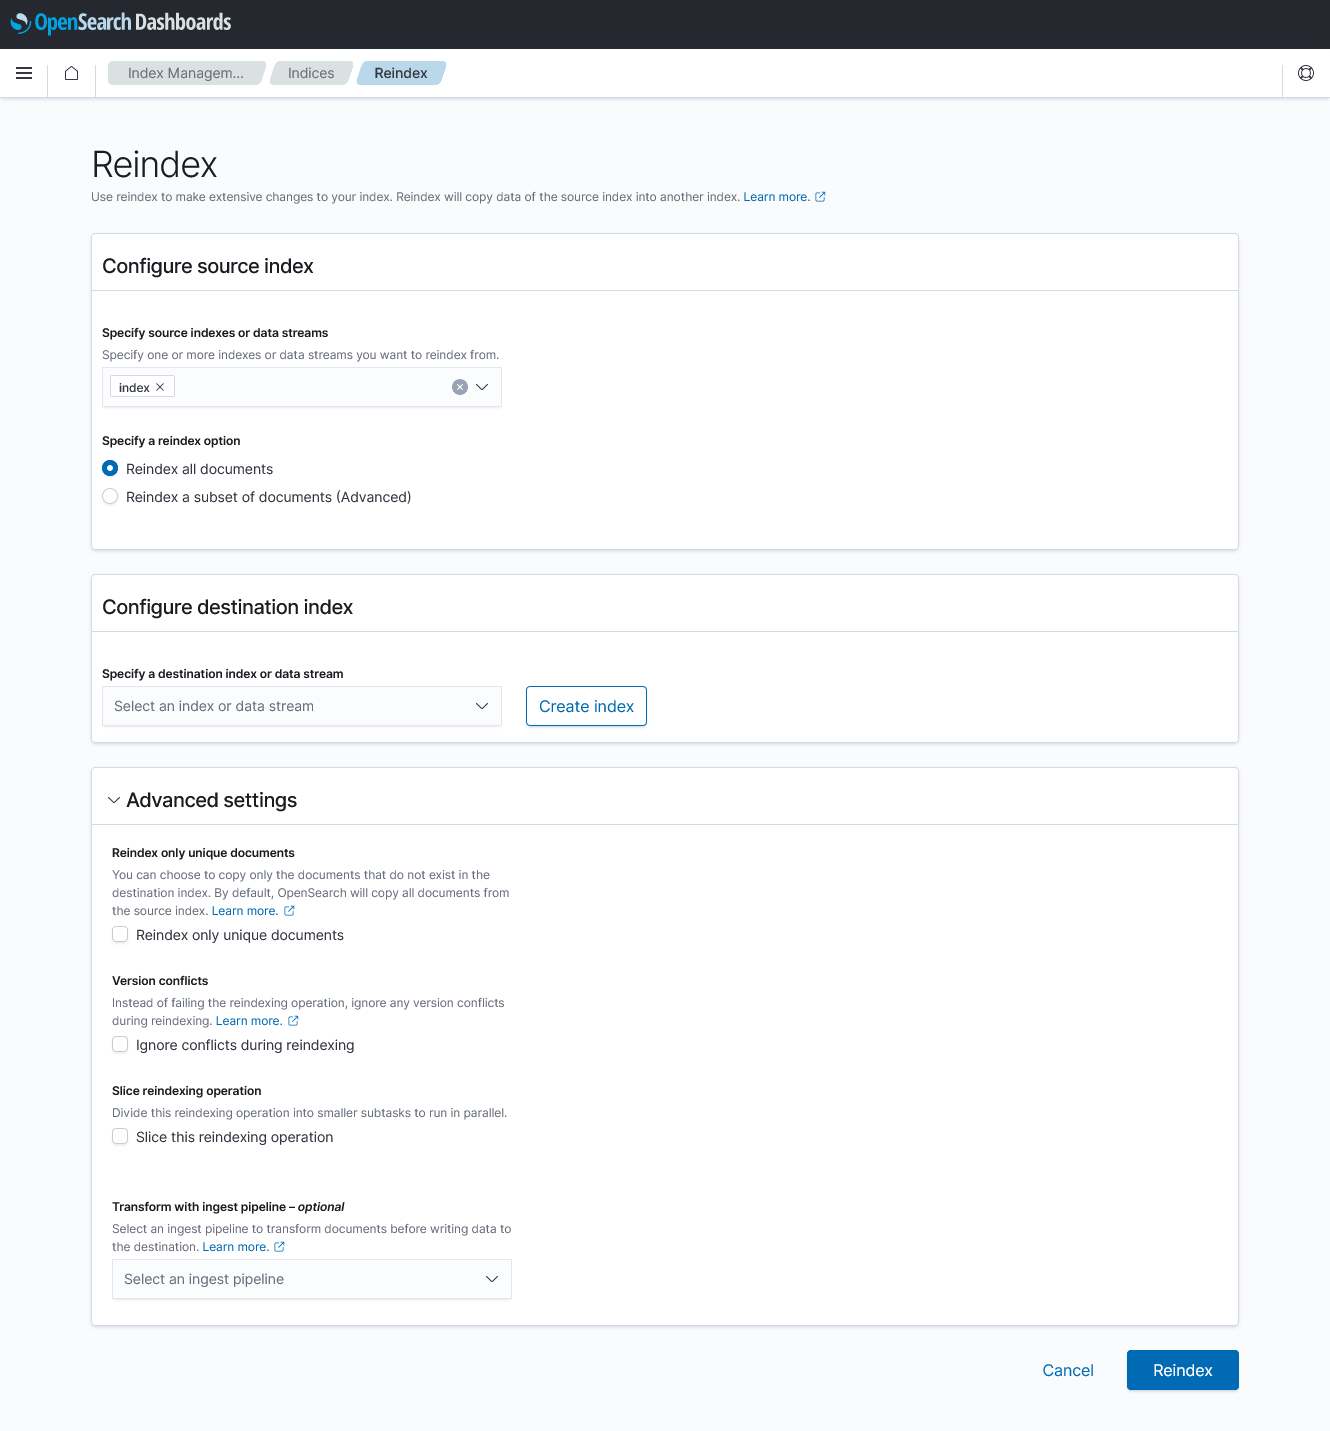 OpenSearch Dashboards
Index Managem...
Indices
Reindex
Reindex
Use reindex to make extensive changes to your index. Reindex will copy data of the source index into another index. Learn more.
Configure source index
Specify source indexes or data streams
Specify one or more indexes or data streams you want to reindex from.
index
Specify a reindex option
Reindex all documents
Reindex a subset of documents (Advanced)
Configure destination index
Specify a destination index or data stream
Select an index or data stream
Create index
Advanced settings
Reindex only unique documents
You can choose to copy only the documents that do not exist in the
destination index. By default, OpenSearch will copy all documents from
the source index. Learn more.
Reindex only unique documents
Version conflicts
Instead of failing the reindexing operation, ignore any version conflicts
during reindexing. Learn more.
Ignore conflicts during reindexing
Slice reindexing operation
Divide this reindexing operation into smaller subtasks to run in parallel.
Slice this reindexing operation
Transform with ingest pipeline – optional
Select an ingest pipeline to transform documents before writing data to
the destination. Learn more.
Select an ingest pipeline
Cancel
Reindex